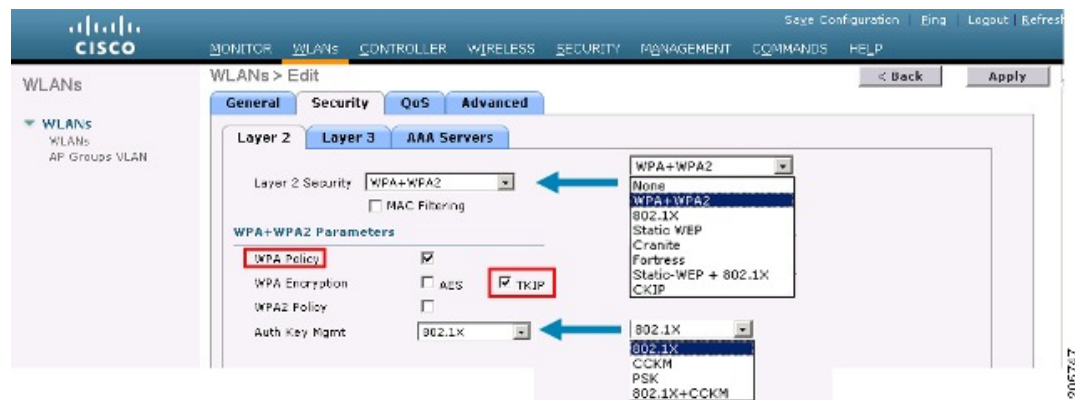 Save Configuration | Ping | Logout | Refresh
CISCO
MONITOR WLANs CONTROLLER WIRELESS SECURITY MANAGEMENT COMMANDS HELP
WLANs
WLANs > Edit
< Back
Apply
General Security QoS Advanced
WLANs
WLANs
AP Groups VLAN
Layer 2 Layer 3 AAA Servers
Layer 2 Security WPA+WPA2
MAC Filtering
WPA+WPA2
None
WPA+WPA2
802.1X
Static WEP
Cranite
Fortress
Static-WEP + 802.1X
CKIP
WPA+WPA2 Parameters
WPA Policy
WPA Encryption AES TKIP
WPA2 Policy
Auth Key Mgmt 802.1X
802.1X
802.1X
CCKM
PSK
802.1X+CCKM
206747